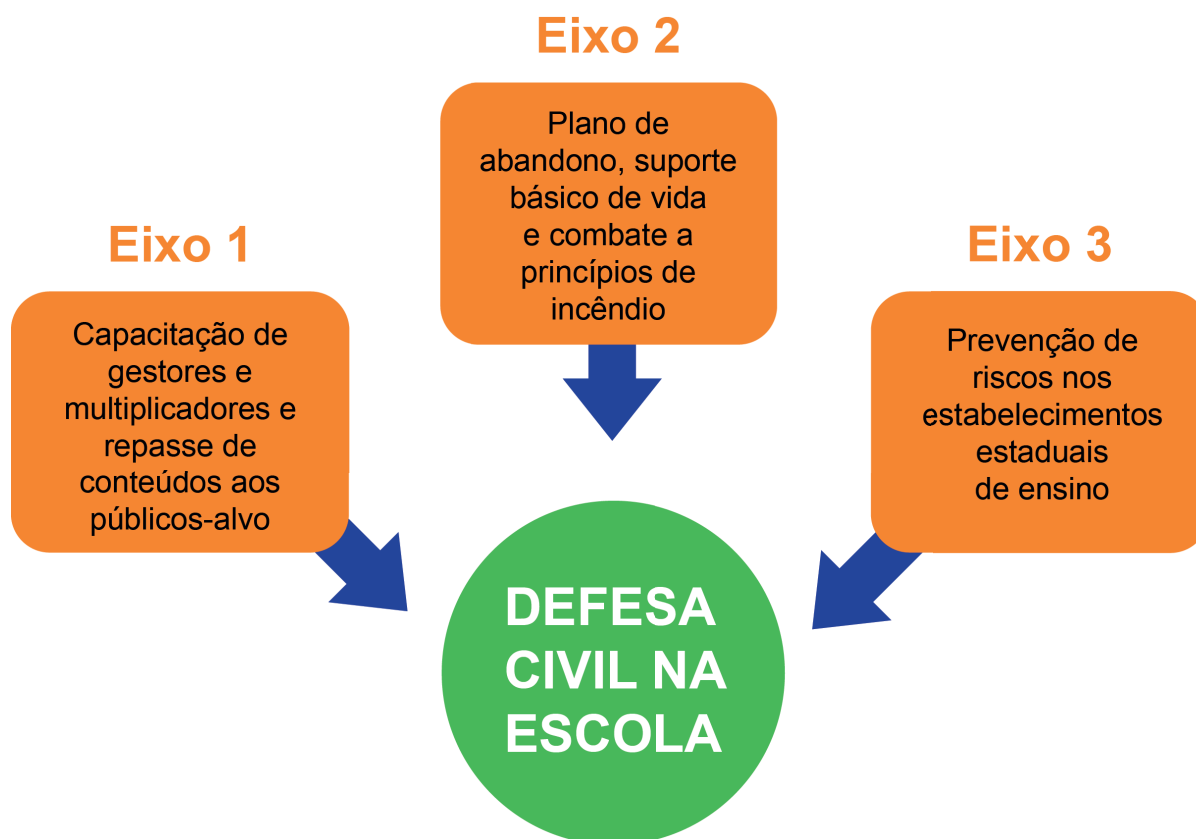 Eixo 1
Capacitação de
gestores e
multiplicadores e
repasse de
conteúdos aos
públicos-alvo
Eixo 2
Plano de
abandono, suporte
básico de vida
e combate a
princípios de
incêndio
Eixo 3
Prevenção de
riscos nos
estabelecimentos
estaduais
de ensino
DEFESA
CIVIL NA
ESCOLA